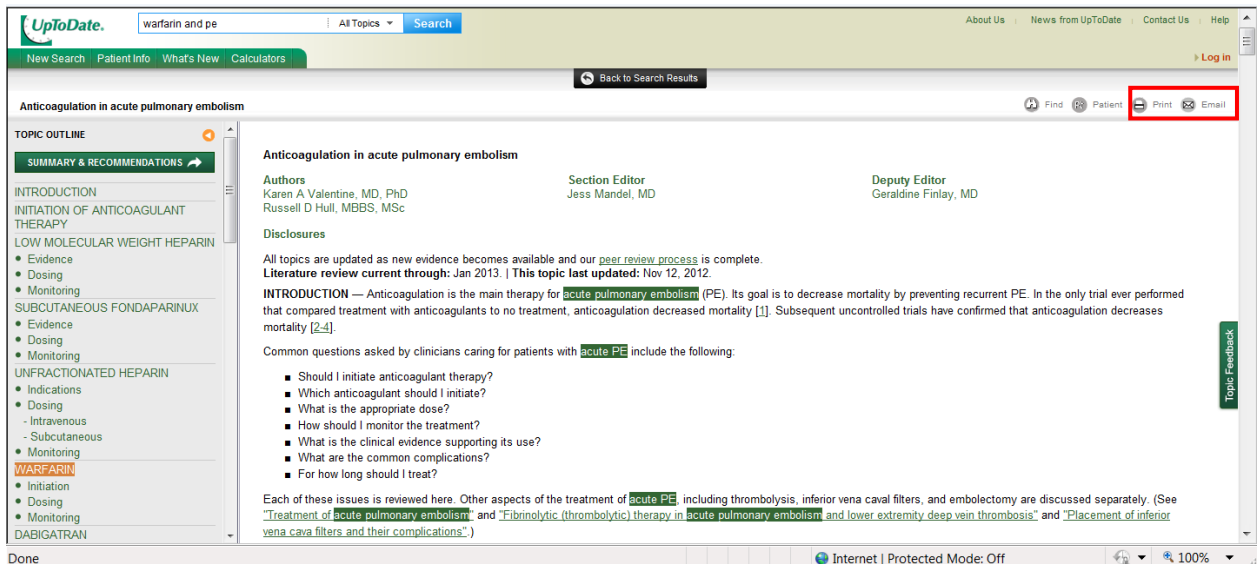 UpToDate.
warfarin and pe
All Topics
Search
About Us
News from UpToDate
Contact Us
Help
New Search
Patient Info
What's New
Calculators
Log in
Back to Search Results
Anticoagulation in acute pulmonary embolism
Find
Patient
Print
Email
TOPIC OUTLINE
SUMMARY & RECOMMENDATIONS
INTRODUCTION
INITIATION OF ANTICOAGULANT
THERAPY
LOW MOLECULAR WEIGHT HEPARIN
• Evidence
• Dosing
• Monitoring
SUBCUTANEOUS FONDAPARINUX
• Evidence
• Dosing
• Monitoring
UNFRACTIONATED HEPARIN
• Indications
• Dosing
- Intravenous
- Subcutaneous
• Monitoring
WARFARIN
• Initiation
• Dosing
• Monitoring
DABIGATRAN
Anticoagulation in acute pulmonary embolism
Authors
Karen A Valentine, MD, PhD
Russell D Hull, MBBS, MSc
Section Editor
Jess Mandel, MD
Deputy Editor
Geraldine Finlay, MD
Disclosures
All topics are updated as new evidence becomes available and our peer review process is complete.
Literature review current through: Jan 2013. | This topic last updated: Nov 12, 2012.
INTRODUCTION — Anticoagulation is the main therapy for acute pulmonary embolism (PE). Its goal is to decrease mortality by preventing recurrent PE. In the only trial ever performed
that compared treatment with anticoagulants to no treatment, anticoagulation decreased mortality [1]. Subsequent uncontrolled trials have confirmed that anticoagulation decreases
mortality [2-4].
Common questions asked by clinicians caring for patients with acute PE include the following:
■ Should I initiate anticoagulant therapy?
■ Which anticoagulant should I initiate?
■ What is the appropriate dose?
■ How should I monitor the treatment?
■ What is the clinical evidence supporting its use?
■ What are the common complications?
■ For how long should I treat?
Each of these issues is reviewed here. Other aspects of the treatment of acute PE, including thrombolysis, inferior vena caval filters, and embolectomy are discussed separately. (See
"Treatment of acute pulmonary embolism" and "Fibrinolytic (thrombolytic) therapy in acute pulmonary embolism and lower extremity deep vein thrombosis" and "Placement of inferior
vena cava filters and their complications".)
Topic Feedback
Done
Internet | Protected Mode: Off
100%